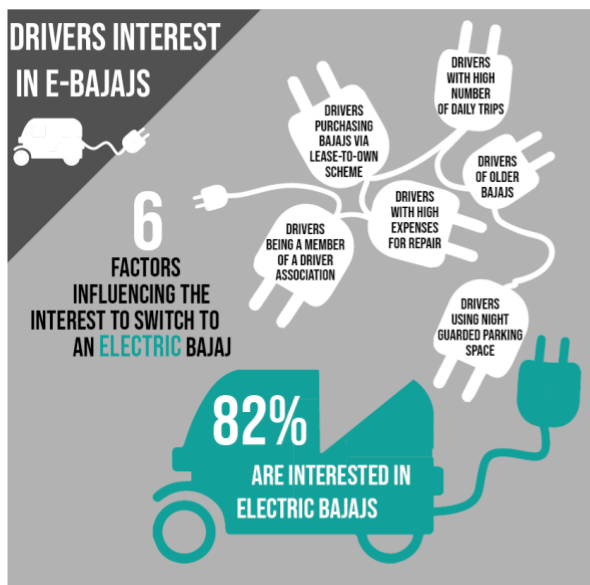 DRIVERS INTEREST
IN E-BAJAJS
6
FACTORS
INFLUENCING THE
INTEREST TO SWITCH TO
AN ELECTRIC BAJAJ
DRIVERS
PURCHASING
BAJAJS VIA
LEASE-TO-OWN
SCHEME
DRIVERS
WITH HIGH
NUMBER
OF DAILY TRIPS
DRIVERS
OF OLDER
BAJAJS
DRIVERS
WITH HIGH
EXPENSES
FOR REPAIR
DRIVERS
BEING A MEMBER
OF A DRIVER
ASSOCIATION
DRIVERS
USING NIGHT
GUARDED PARKING
SPACE
82%
ARE INTERESTED IN
ELECTRIC BAJAJS